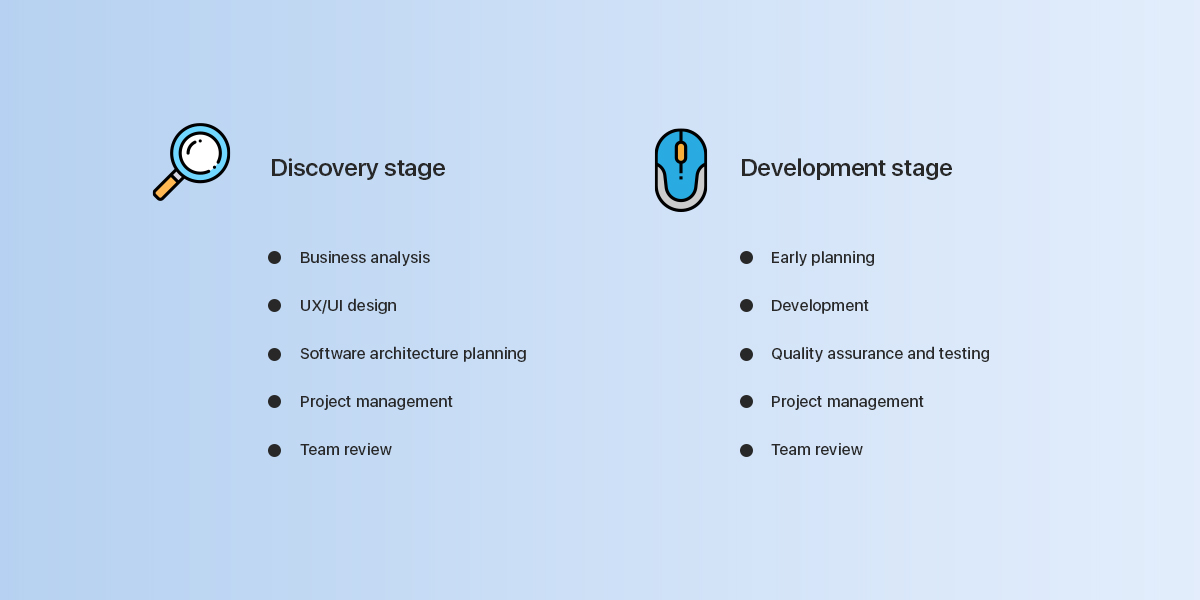 Discovery stage
Business analysis
UX/UI design
Software architecture planning
Project management
Team review
Development stage
Early planning
Development
Quality assurance and testing
Project management
Team review